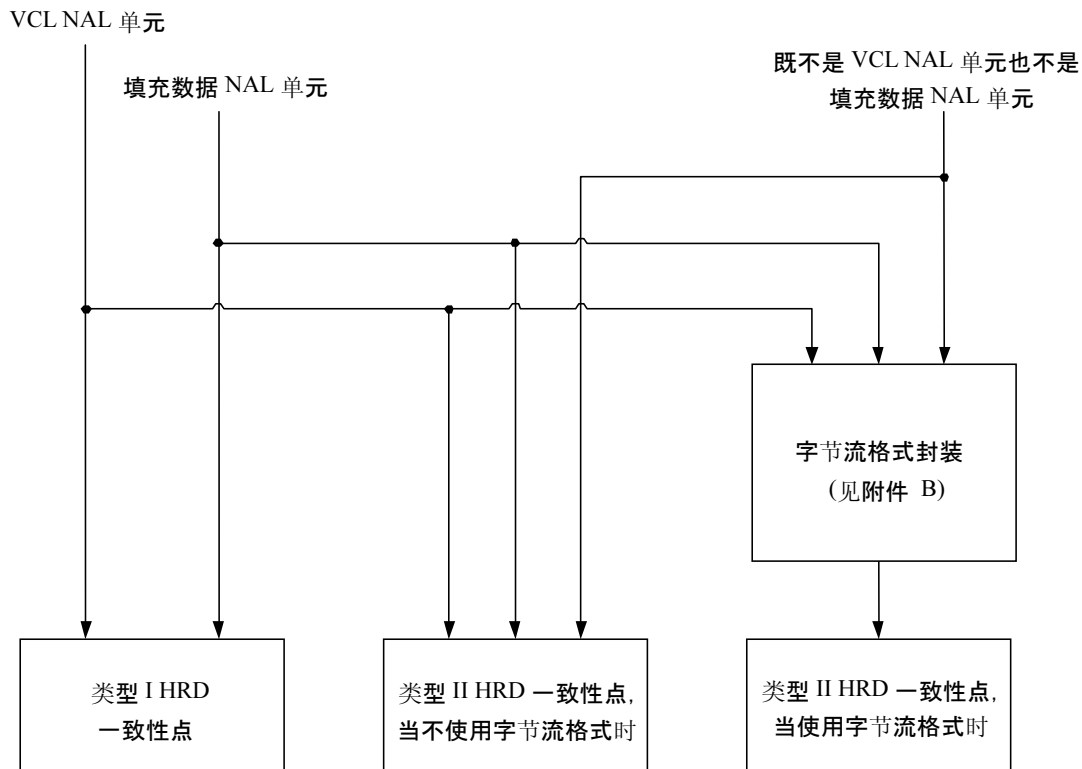 VCL NAL 单元
填充数据 NAL 单元
既不是 VCL NAL 单元也不是
填充数据 NAL 单元
字节流格式封装
(见附件 B)
类型 I HRD
一致性点
类型 II HRD 一致性点,
当不使用字节流格式时
类型 II HRD 一致性点,
当使用字节流格式时